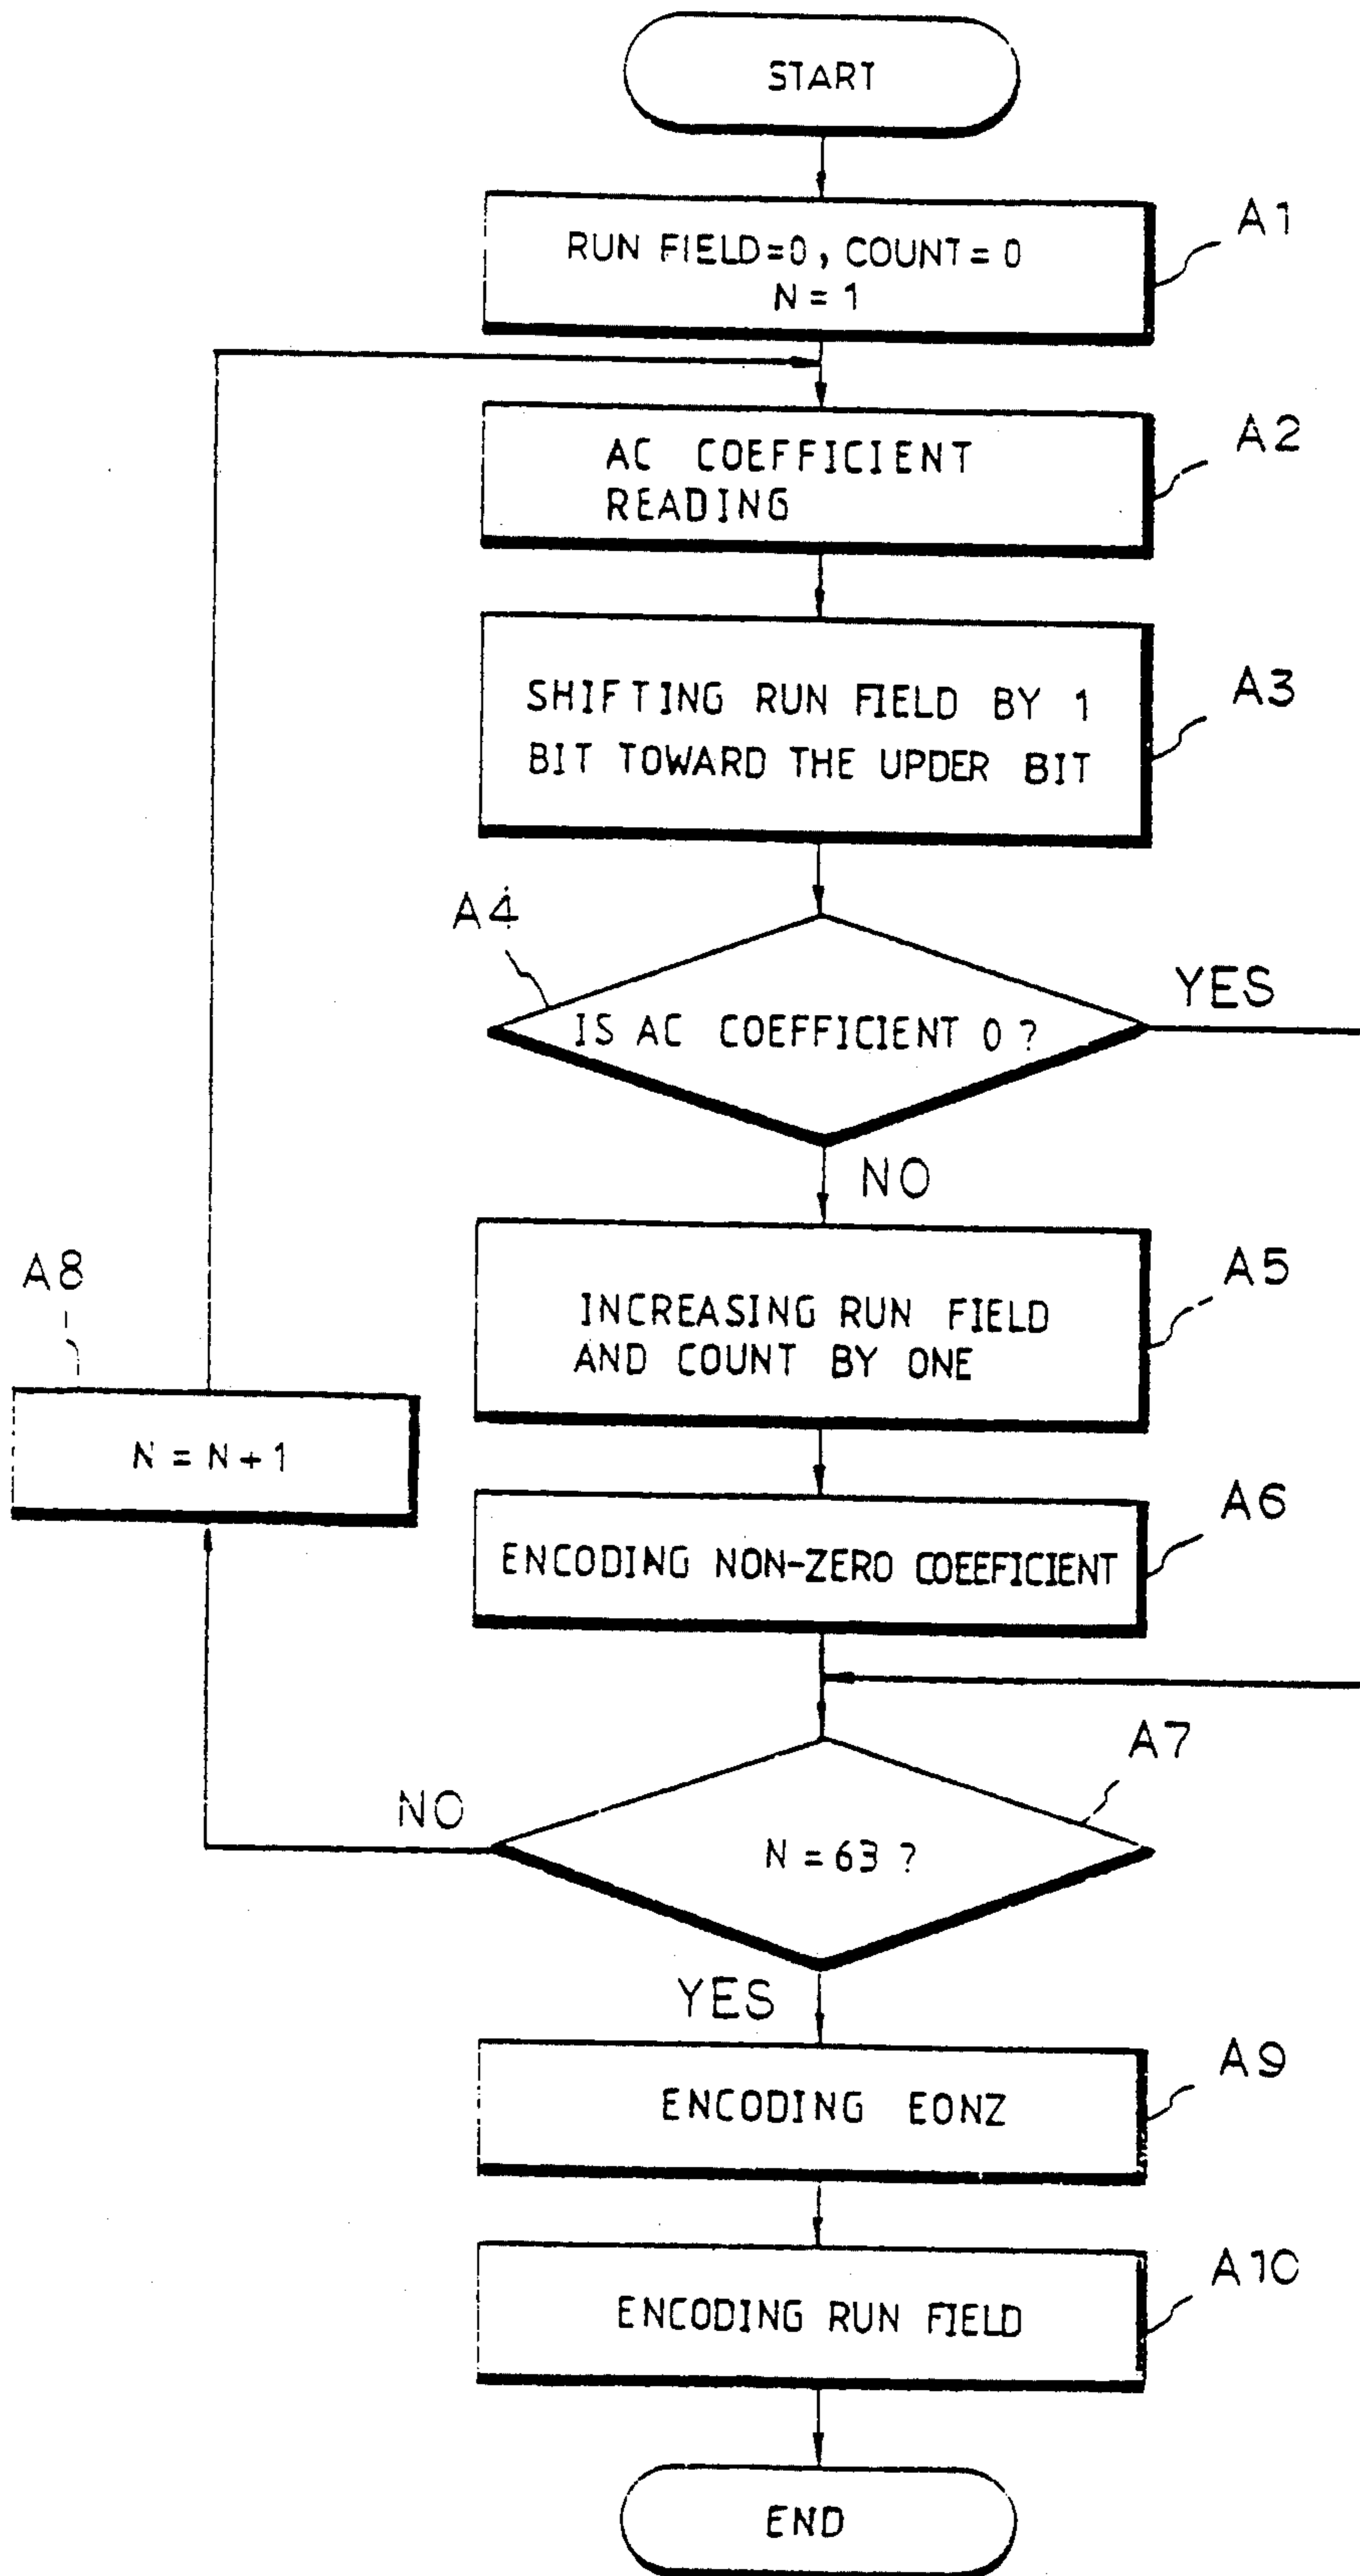 START
A1
RUN FIELD=0, COUNT=0
N=1
A2
AC COEFFICIENT
READING
A3
SHIFTING RUN FIELD BY 1
BIT TOWARD THE UPDER BIT
A4
YES
IS AC COEFFICIENT 0?
NO
A5
A8
INCREASING RUN FIELD
AND COUNT BY ONE
N=N+1
A6
ENCODING NON-ZERO COEEFICIENT
A7
NO
N=63?
YES
A9
ENCODING EONZ
A10
ENCODING RUN FIELD
END